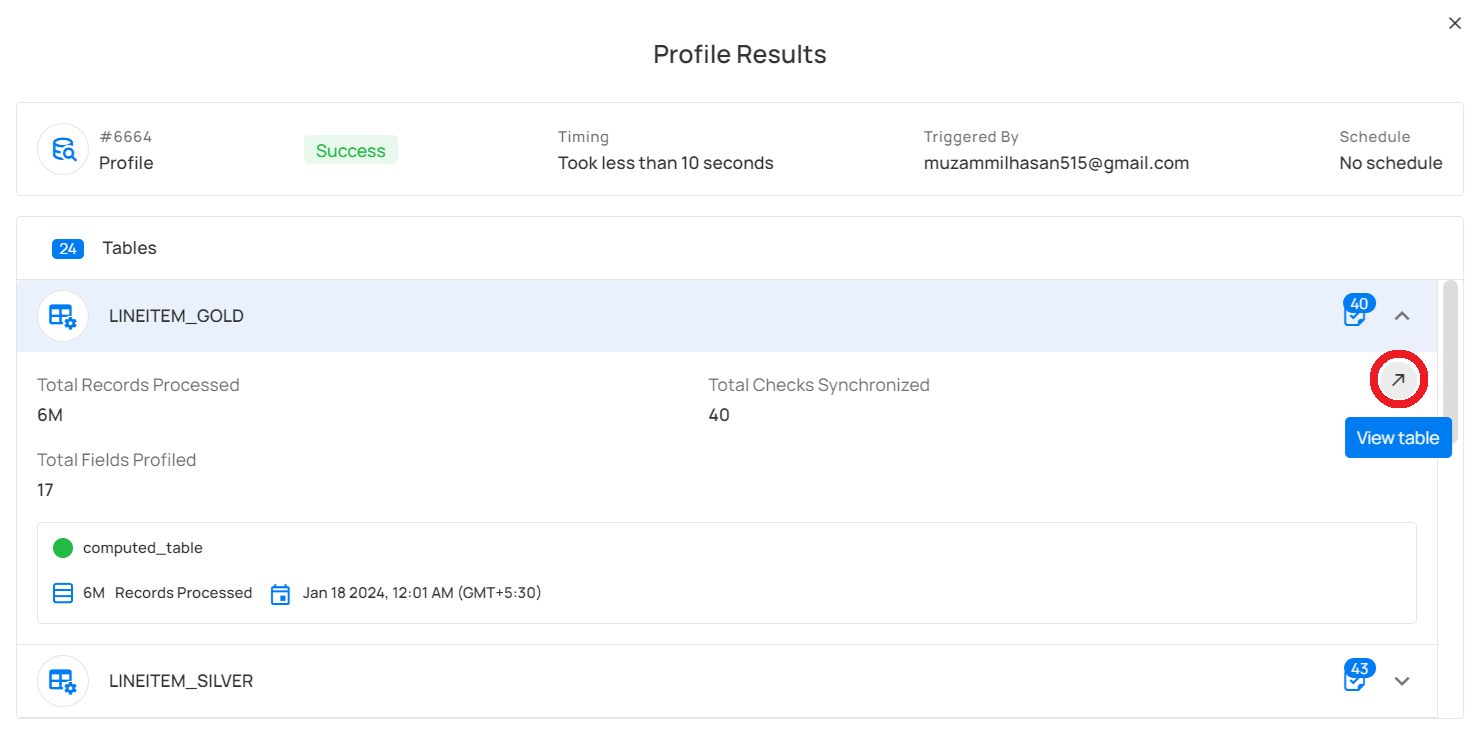 Profile Results
#6664
Profile
Success
Timing
Took less than 10 seconds
Triggered By
muzammilhasan515@gmail.com
Schedule
No schedule
24 Tables
LINEITEM_GOLD
40
Total Records Processed
6M
Total Checks Synchronized
40
View table
Total Fields Profiled
17
computed_table
6M Records Processed Jan 18 2024, 12:01 AM (GMT+5:30)
LINEITEM_SILVER
43